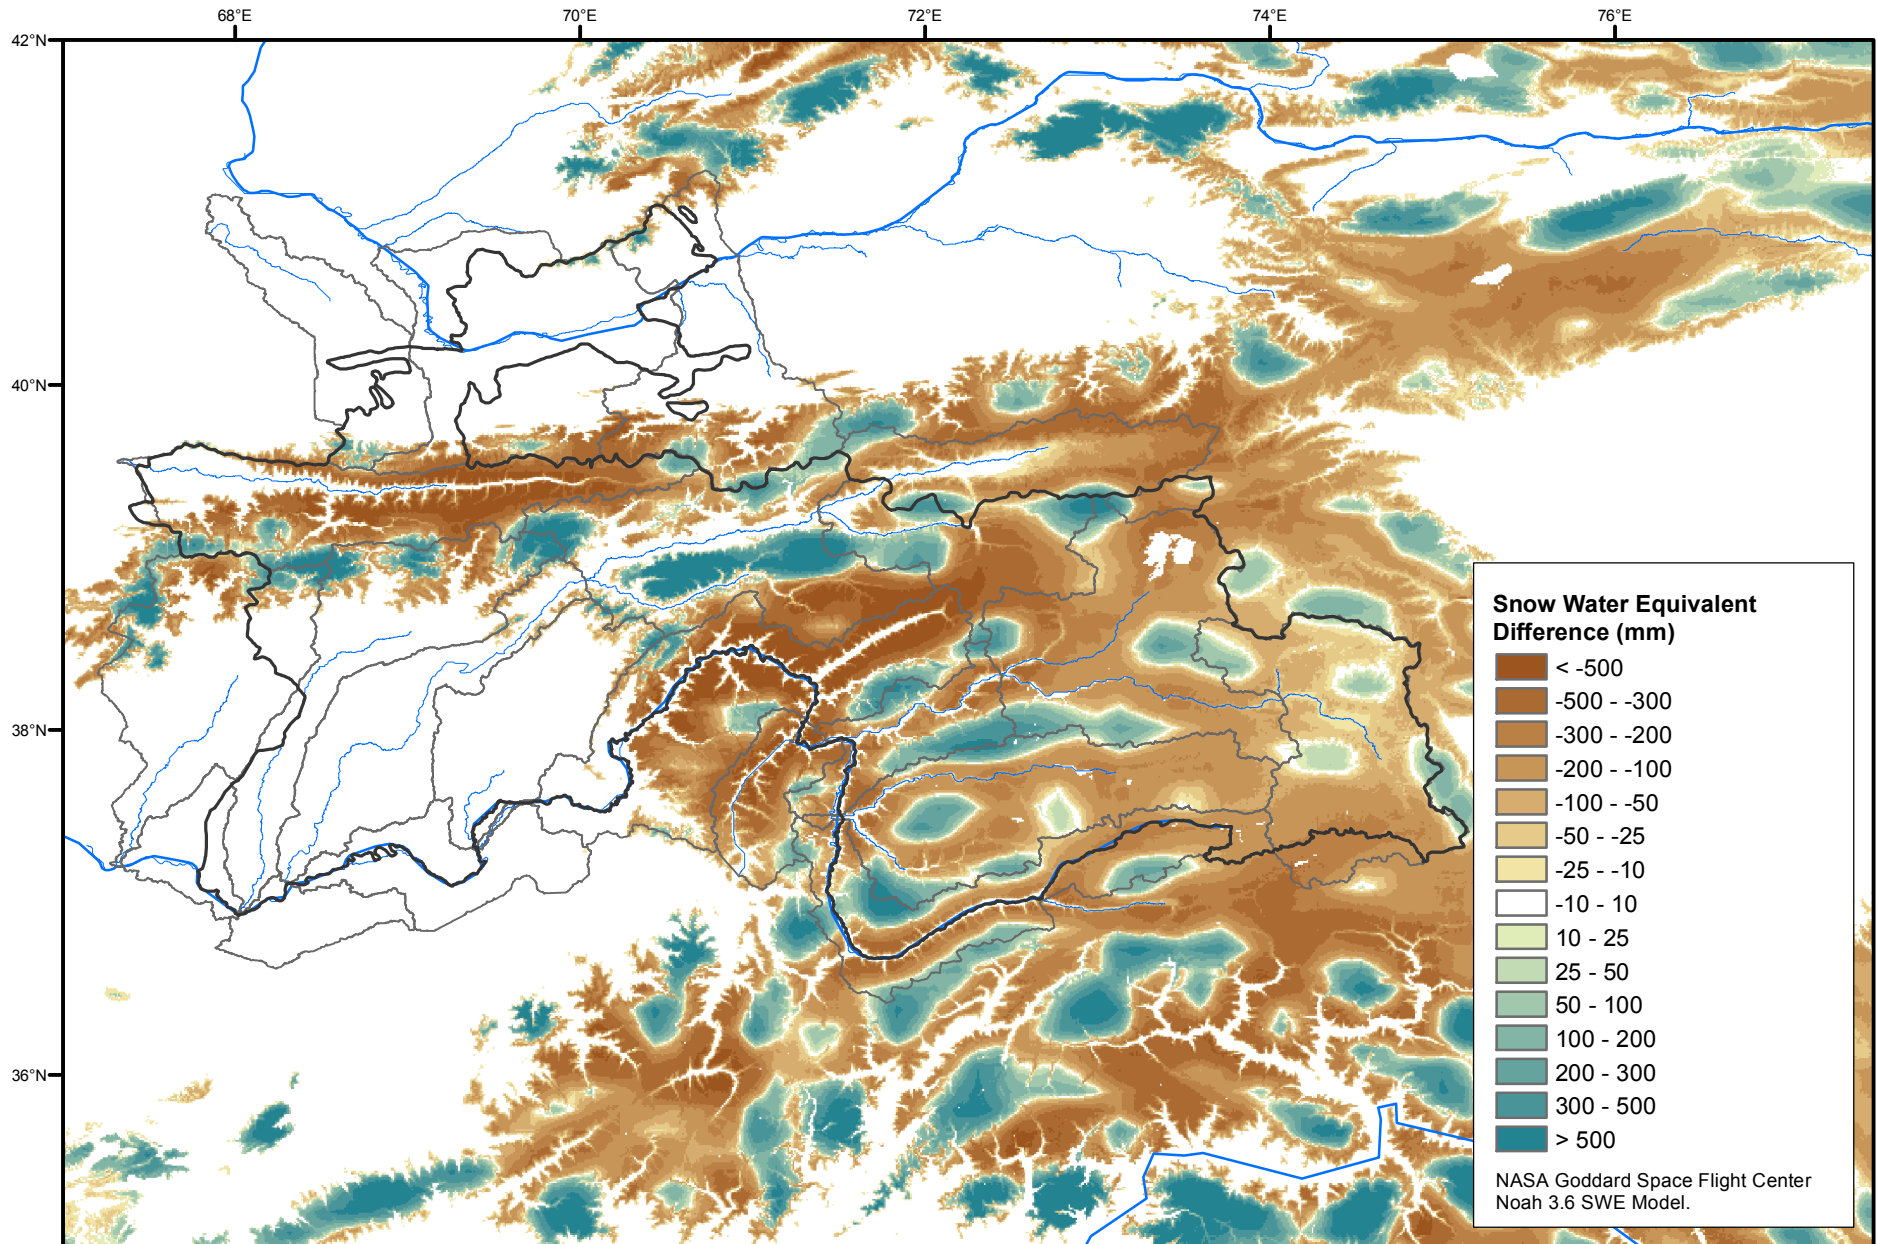 68°E
70°E
72°E
74°E
76°E
42°N
40°N
38°N
36°N
Snow Water Equivalent
Difference (mm)
< -500
-500 - -300
-300 - -200
-200 - -100
-100 - -50
-50 - -25
-25 - -10
-10 - 10
10 - 25
25 - 50
50 - 100
100 - 200
200 - 300
300 - 500
> 500
NASA Goddard Space Flight Center
Noah 3.6 SWE Model.